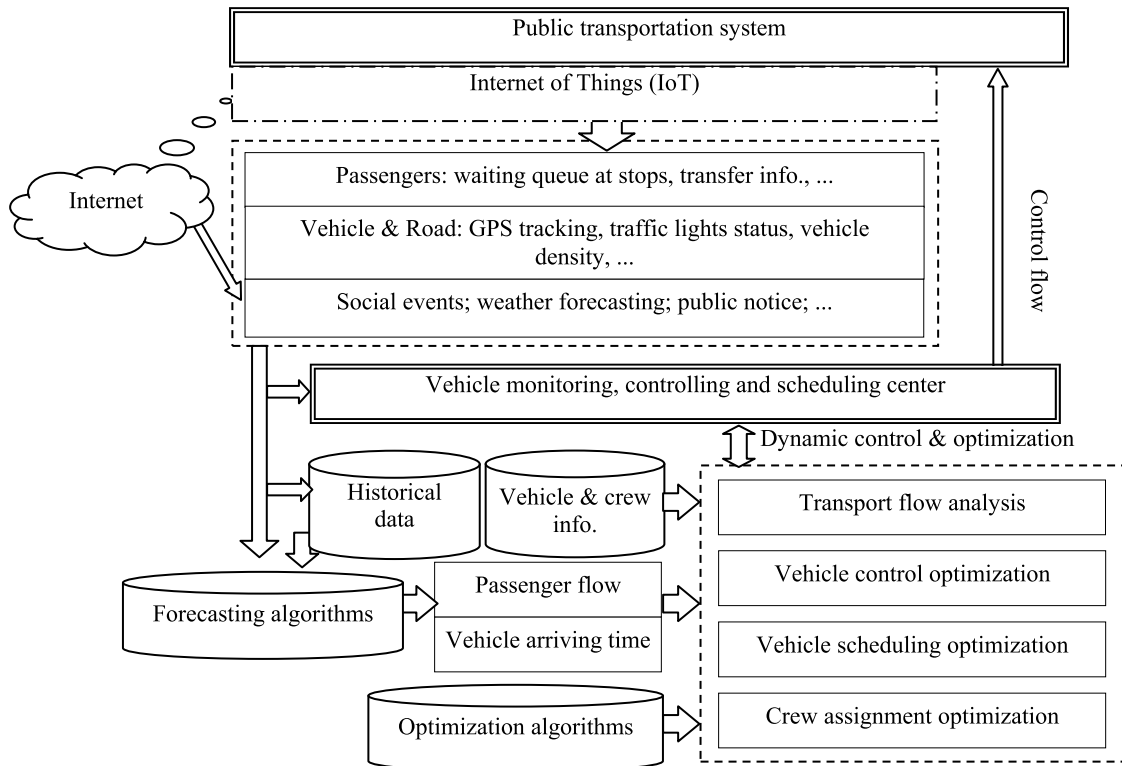 Public transportation system
Internet of Things (IoT)
Passengers: waiting queue at stops, transfer info., ...
Internet
Vehicle & Road: GPS tracking, traffic lights status, vehicle
density, ...
Control flow
Social events; weather forecasting; public notice; ...
Vehicle monitoring, controlling and scheduling center
Dynamic control & optimization
Historical
data
Vehicle & crew
info.
Transport flow analysis
Vehicle control optimization
Passenger flow
Forecasting algorithms
Vehicle arriving time
Vehicle scheduling optimization
Optimization algorithms
Crew assignment optimization